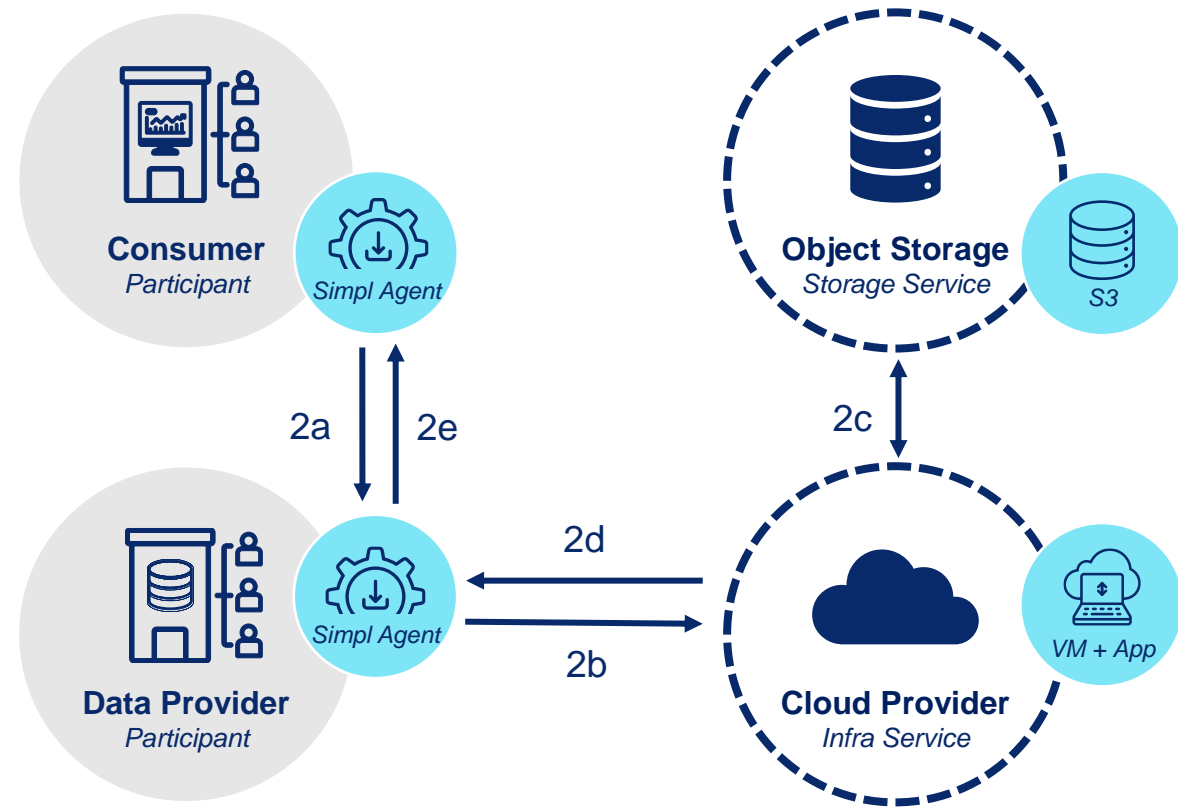 Consumer
Participant
Simpl Agent
Object Storage
Storage Service
S3
2a
2e
2c
Data Provider
Participant
Simpl Agent
2d
2b
Cloud Provider
Infra Service
VM + App